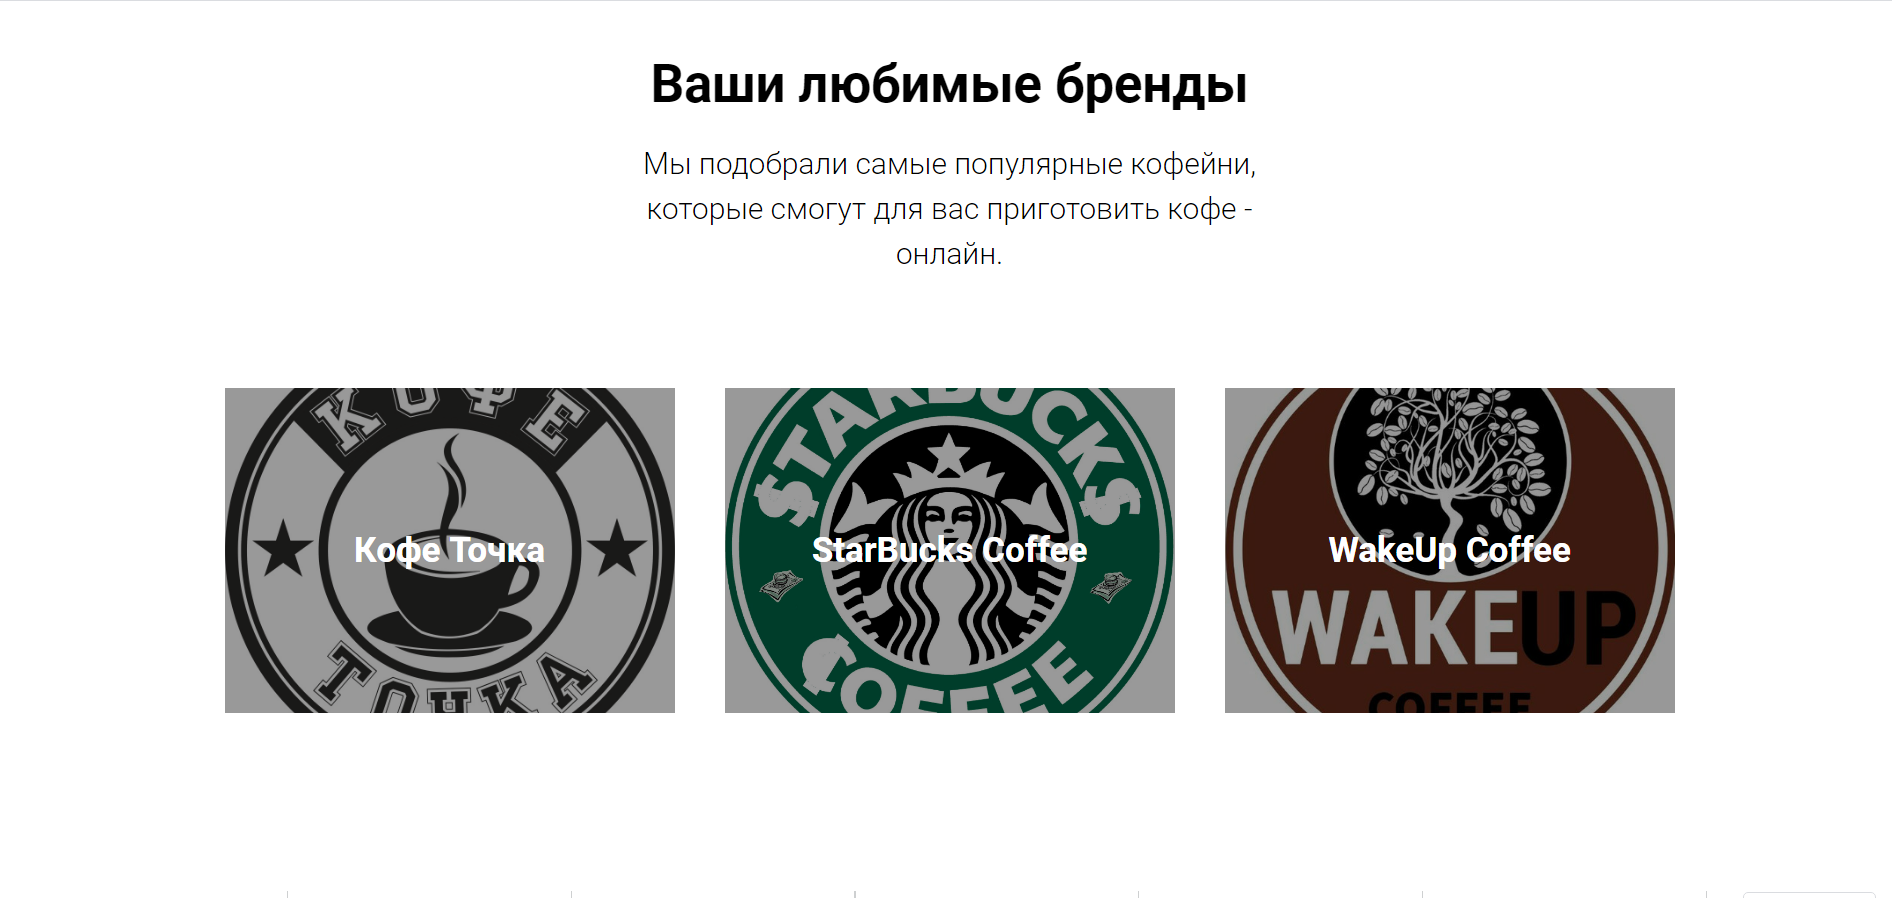 Ваши любимые бренды
Мы подобрали самые популярные кофейни,
которые смогут для вас приготовить кофе -
онлайн.
КОФЕ
Кофе Точка
ТОЧКА
STARBUCKS
StarBucks Coffee
COFFEE
WakeUp Coffee
WAKEUP
COFFEE